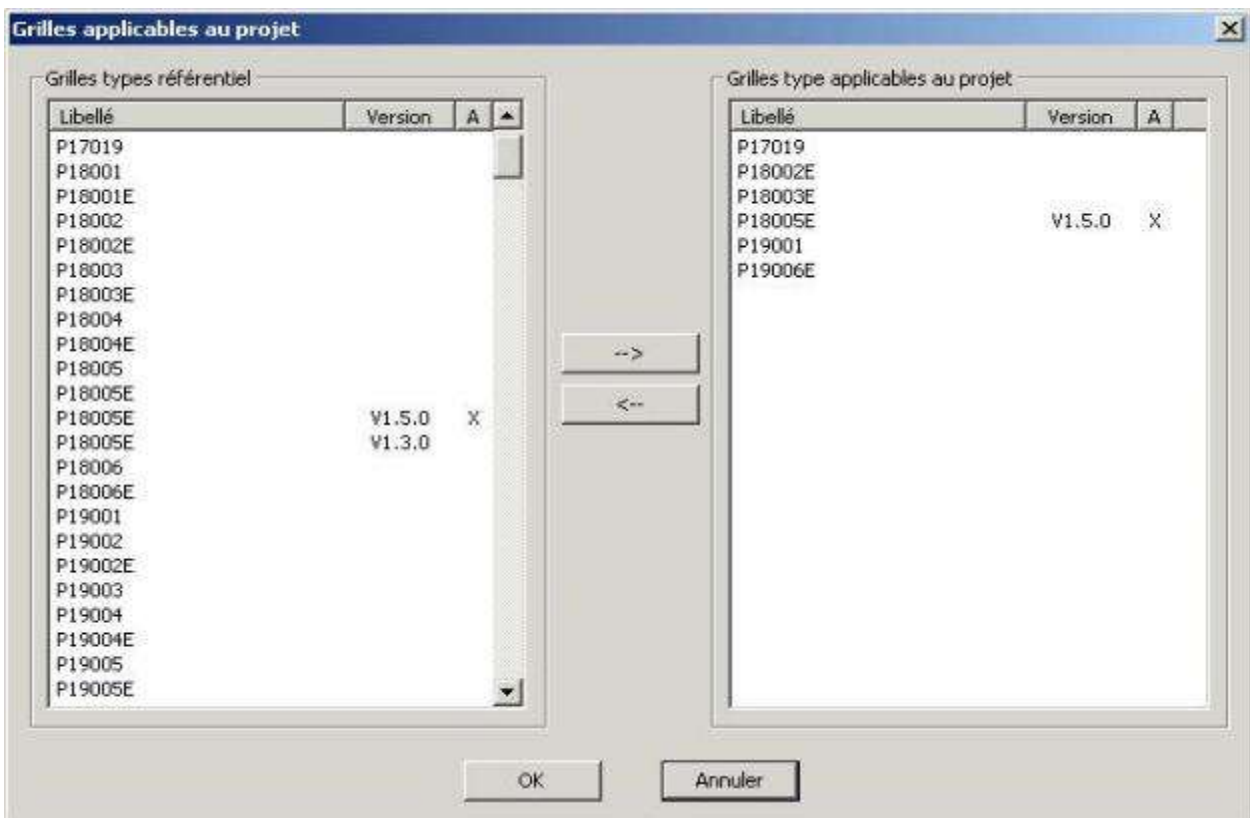 Grilles applicables au projet
Grilles types référentiel
Libellé Version A
P17019
P18001
P18001E
P18002
P18002E
P18003
P18003E
P18004
P18004E
P18005
P18005E
P18005E V1.5.0 X
P18005E V1.3.0
P18006
P18006E
P19001
P19002
P19002E
P19003
P19004
P19004E
P19005
P19005E
-->
<--
Grilles type applicables au projet
Libellé Version A
P17019
P18002E
P18003E
P18005E V1.5.0 X
P19001
P19006E
OK Annuler